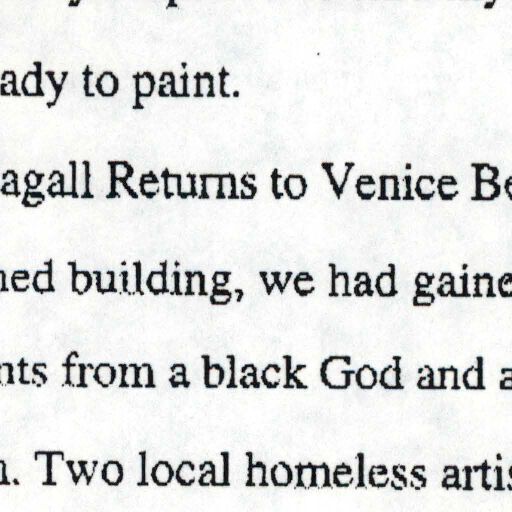 ady to paint.
agall Returns to Venice Be
ned building, we had gaine
nts from a black God and a
. Two local homeless artis